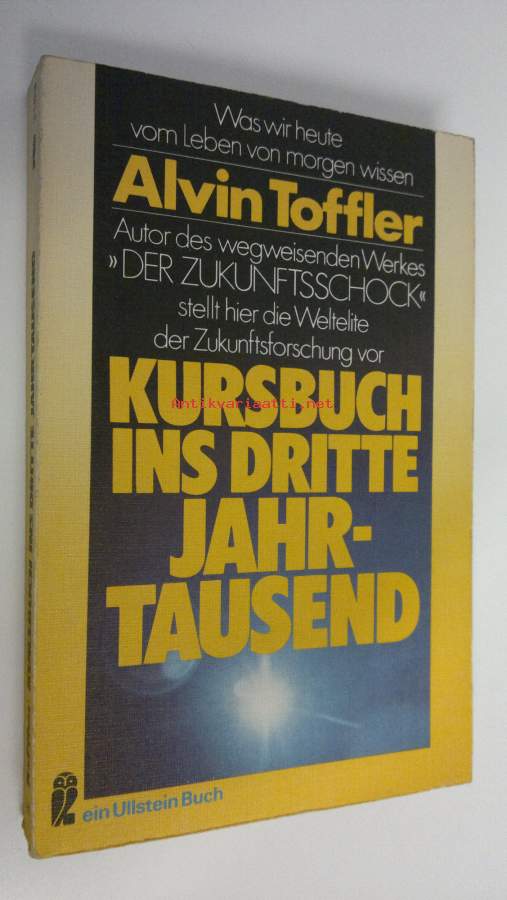 Was wir heute
vom Leben von morgen wissen
Alvin Toffler
Autor des wegweisenden Werkes
»DER ZUKUNFTSSCHOCK«
stellt hier die Weltelite
der Zukunftsforschung vor
KURSBUCH
Antikvariaatti.net
INS DRITTE
JAHR-
TAUSEND
ein Ullstein Buch